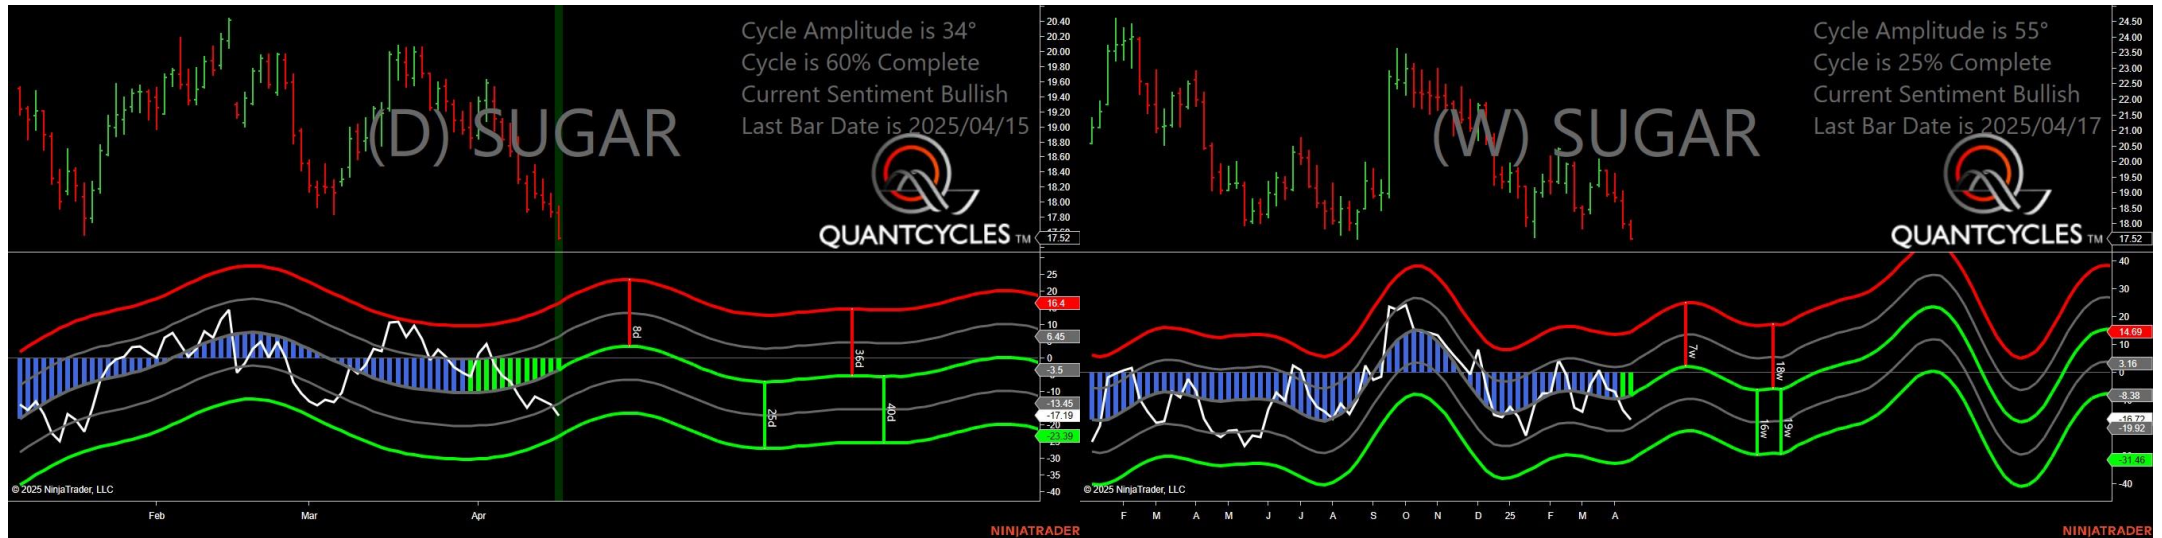 Cycle Amplitude is 34°
Cycle is 60% Complete
Current Sentiment Bullish
Last Bar Date is 2025/04/15
(D) SUGAR
QUANTCYCLES TM
20.40
20.20
20.00
19.80
19.60
19.40
19.20
19.00
18.80
18.60
18.40
18.20
18.00
17.80
17.52
25
20
16.4
10
6.45
0
-3.5
-10
-13.45
-17.19
-20
-23.39
-30
-35
-40
8d
36d
25d
40d
© 2025 NinjaTrader, LLC
Feb Mar Apr
NINJATRADER
Cycle Amplitude is 55°
Cycle is 25% Complete
Current Sentiment Bullish
Last Bar Date is 2025/04/17
(W) SUGAR
QUANTCYCLES TM
24.50
24.00
23.50
23.00
22.50
22.00
21.50
21.00
20.50
20.00
19.50
19.00
18.50
18.00
17.52
40
30
20
14.69
10
3.16
0
-8.38
-16.72
-19.92
-31.46
-40
7w
18w
16w
19w
© 2025 NinjaTrader, LLC
F M A M J J A S O N D 25 F M A
NINJATRADER